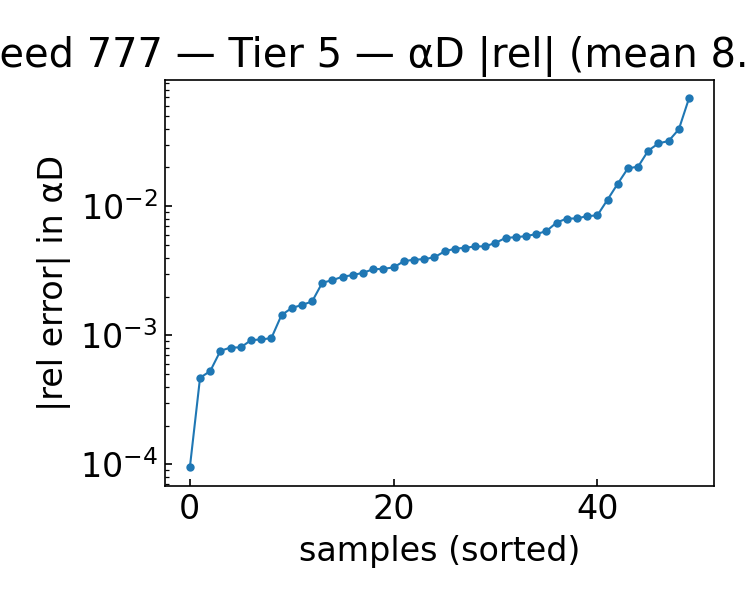 eed 777 — Tier 5 — αD |rel| (mean 8.
|rel error| in αD
10⁻²
10⁻³
10⁻⁴
0 20 40
samples (sorted)